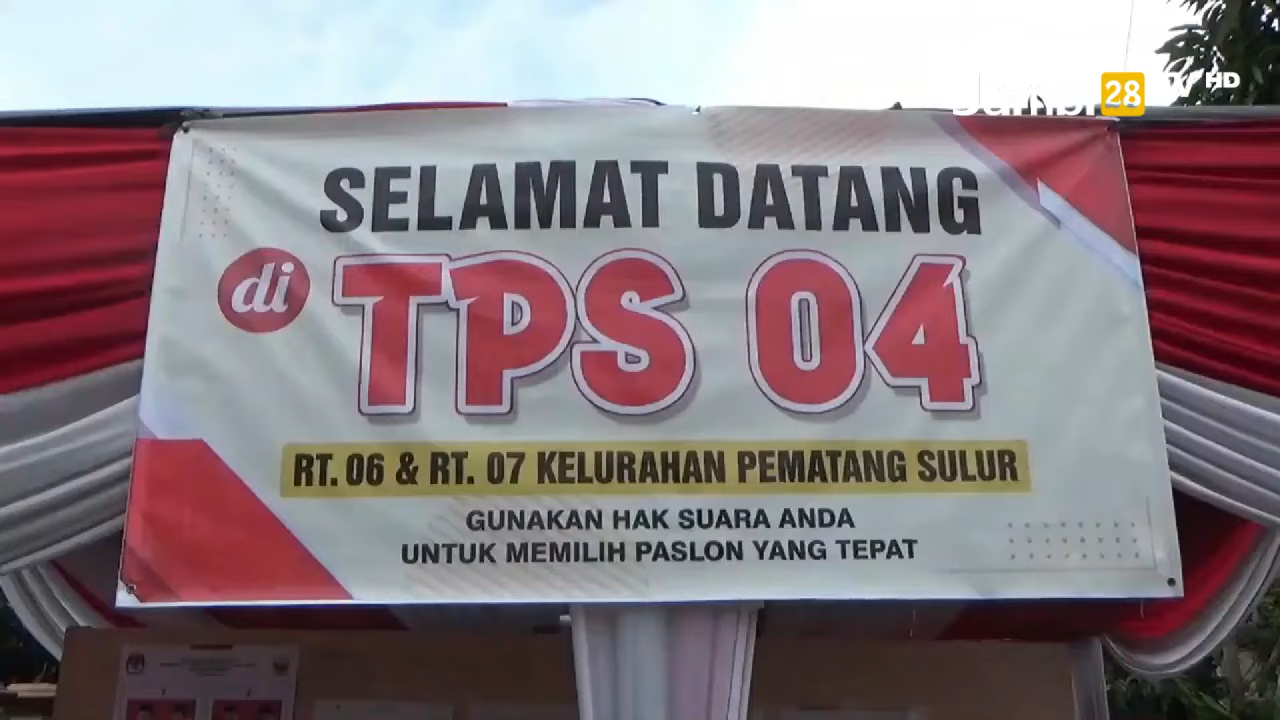 28
HD
SELAMAT DATANG
di TPS 04
RT. 06 & RT. 07 KELURAHAN PEMATANG SULUR
GUNAKAN HAK SUARA ANDA
UNTUK MEMILIH PASLON YANG TEPAT